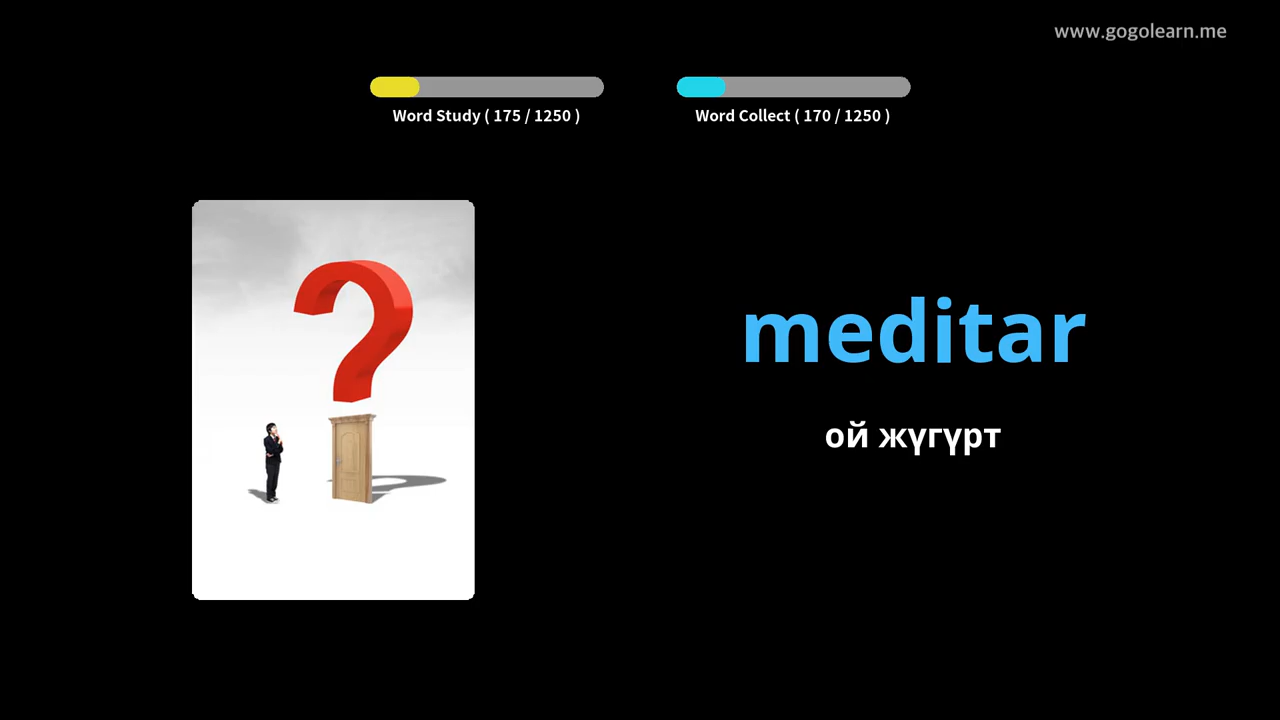 www.gogolearn.me
Word Study ( 175 / 1250 )
Word Collect ( 170 / 1250 )
meditar
ой жүгүрт